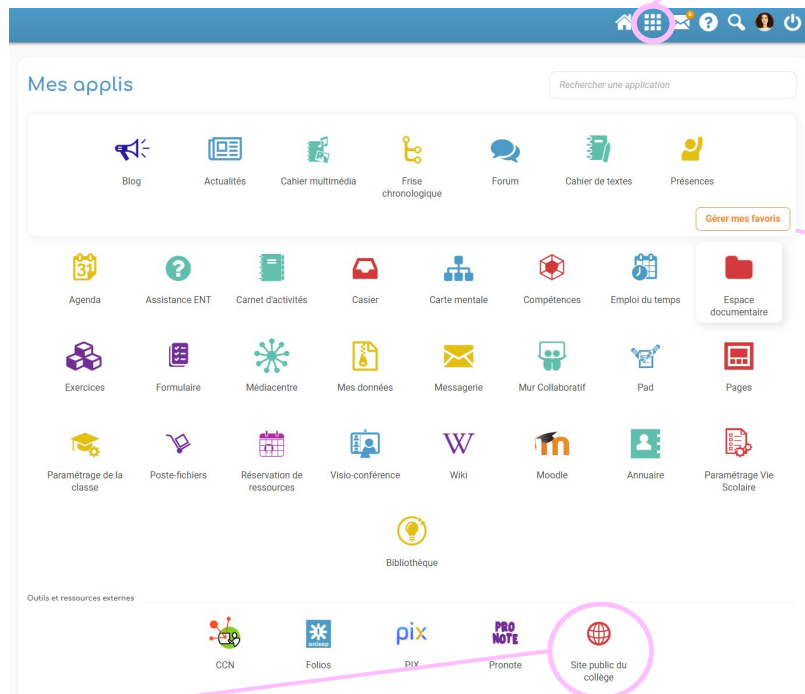 Mes applis
Rechercher une application
Blog
Actualités
Cahier multimédia
Frise
chronologique
Forum
Cahier de textes
Présences
Gérer mes favoris
31
Agenda
Assistance ENT
Carnet d'activités
Casier
Carte mentale
Compétences
Emploi du temps
Espace
documentaire
Exercices
Formulaire
Médiacentre
Mes données
Messagerie
Mur Collaboratif
Pad
Pages
Paramétrage de la
classe
Poste-fichiers
Réservation de
ressources
Visio-conférence
W
Wiki
m
Moodle
Annuaire
Paramétrage Vie
Scolaire
Bibliothèque
Outils et ressources externes
CCN
onisep
Folios
pix
PIX
PRO
NOTE
Pronote
Site public du
collège